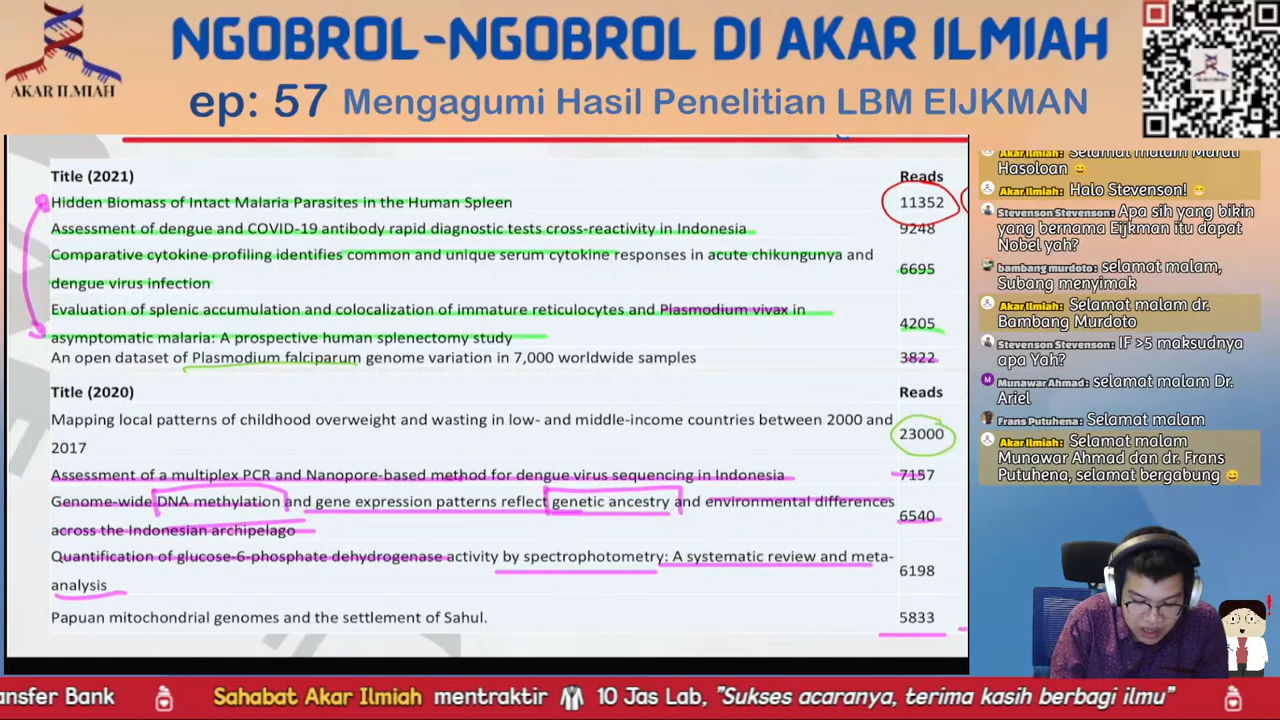 AKAR ILMIAH
NGOBROL-NGOBROL DI AKAR ILMIAH
ep: 57 Mengagumi Hasil Penelitian LBM EIJKMAN
Title (2021) Reads
Hidden Biomass of Intact Malaria Parasites in the Human Spleen 11352
Assessment of dengue and COVID-19 antibody rapid diagnostic tests cross-reactivity in Indonesia 9248
Comparative cytokine profiling identifies common and unique serum cytokine responses in acute chikungunya and
dengue virus infection 6695
Evaluation of splenic accumulation and colocalization of immature reticulocytes and Plasmodium vivax in
asymptomatic malaria: A prospective human splenectomy study 4205
An open dataset of Plasmodium falciparum genome variation in 7,000 worldwide samples 3822
Title (2020) Reads
Mapping local patterns of childhood overweight and wasting in low- and middle-income countries between 2000 and
2017 23000
Assessment of a multiplex PCR and Nanopore-based method for dengue virus sequencing in Indonesia 7157
Genome-wide DNA methylation and gene expression patterns reflect genetic ancestry and environmental differences
across the Indonesian archipelago 6540
Quantification of glucose-6-phosphate dehydrogenase activity by spectrophotometry: A systematic review and meta-
analysis 6198
Papuan mitochondrial genomes and the settlement of Sahul. 5833
Akar Ilmiah: Selamat malam Maruli
Hasoloan 😄
Akar Ilmiah: Halo Stevenson! 😁
Stevenson Stevenson: Apa sih yang bikin
yang bernama Eijkman itu dapat
Nobel yah?
bambang murdoto: selamat malam,
Subang menyimak
Akar Ilmiah: Selamat malam dr.
Bambang Murdoto
Stevenson Stevenson: IF >5 maksudnya
apa Yah?
M Munawar Ahmad: selamat malam Dr.
Ariel
Frans Putuhena: Selamat malam
Akar Ilmiah: Selamat malam
Munawar Ahmad dan dr. Frans
Putuhena, selamat bergabung 😄
ansfer Bank Sahabat Akar Ilmiah mentraktir 10 Jas Lab, "Sukses acaranya, terima kasih berbagi ilmu"